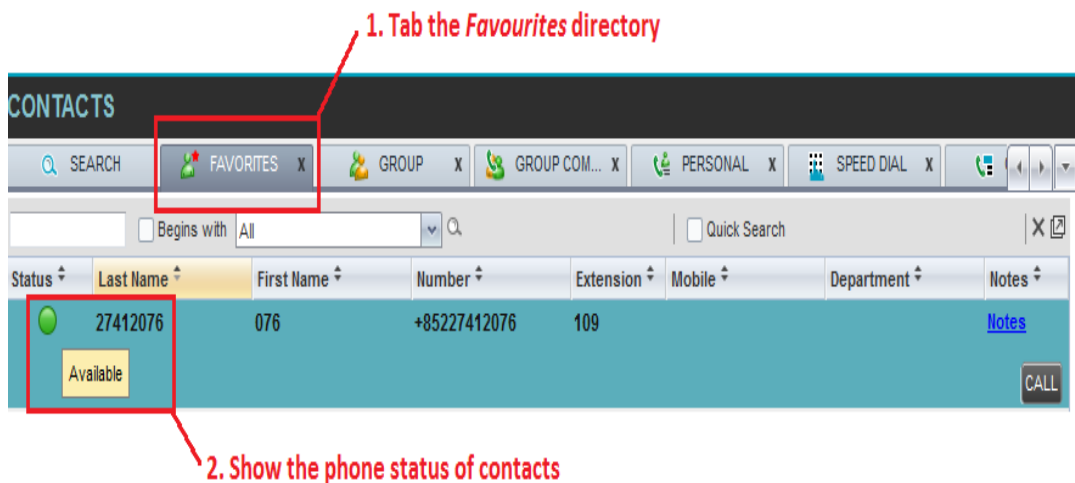 1. Tab the Favourites directory
CONTACTS
SEARCH FAVORITES X GROUP X GROUP COM... X PERSONAL X SPEED DIAL X
Begins with All Quick Search
Status Last Name First Name Number Extension Mobile Department Notes
27412076 076 +85227412076 109 Notes
Available
CALL
2. Show the phone status of contacts